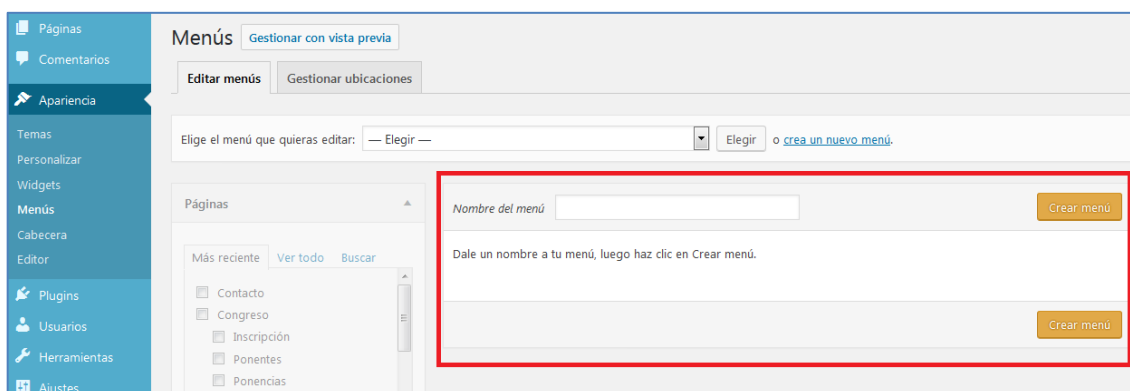 Páginas
Comentarios
Apariencia
Temas
Personalizar
Widgets
Menús
Cabecera
Editor
Plugins
Usuarios
Herramientas
Ajustes
Menús Gestionar con vista previa
Editar menús Gestionar ubicaciones
Elige el menú que quieras editar: — Elegir — Elegir o crea un nuevo menú.
Páginas
Más reciente Ver todo Buscar
Contacto
Congreso
Inscripción
Ponentes
Ponencias
Nombre del menú Crear menú
Dale un nombre a tu menú, luego haz clic en Crear menú.
Crear menú